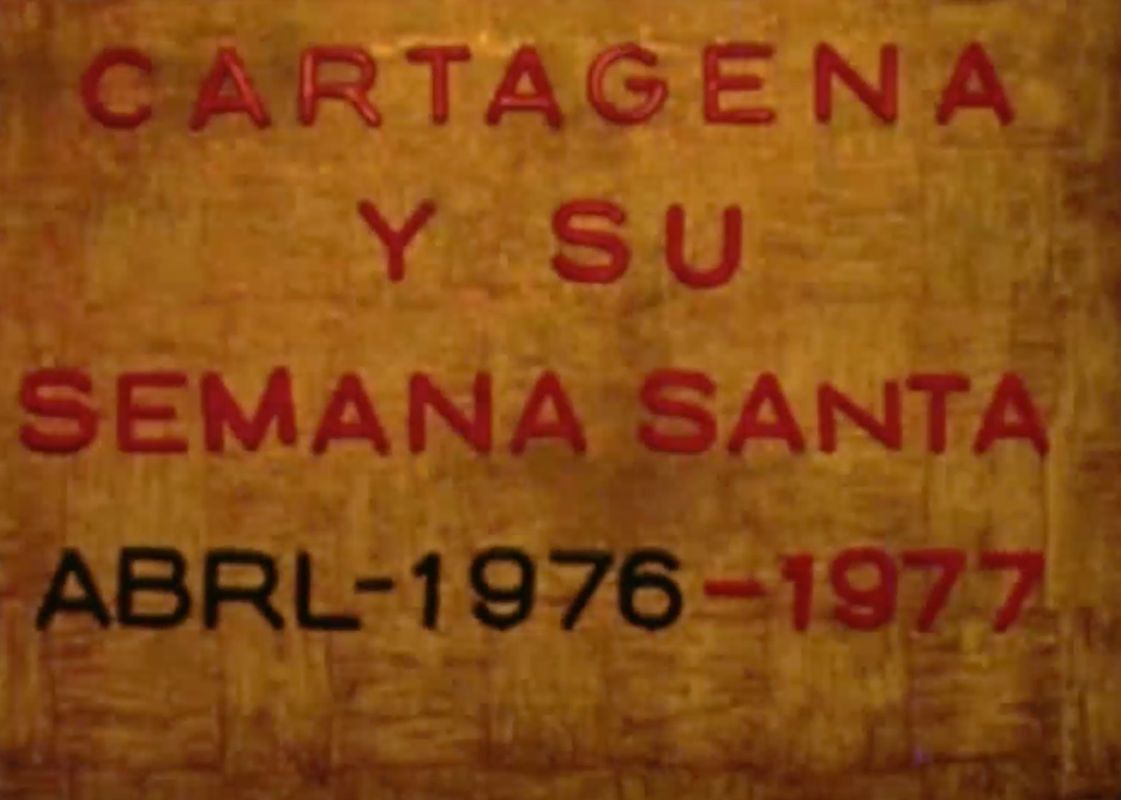 CARTAGENA
Y SU
SEMANA SANTA
ABRL-1976-1977